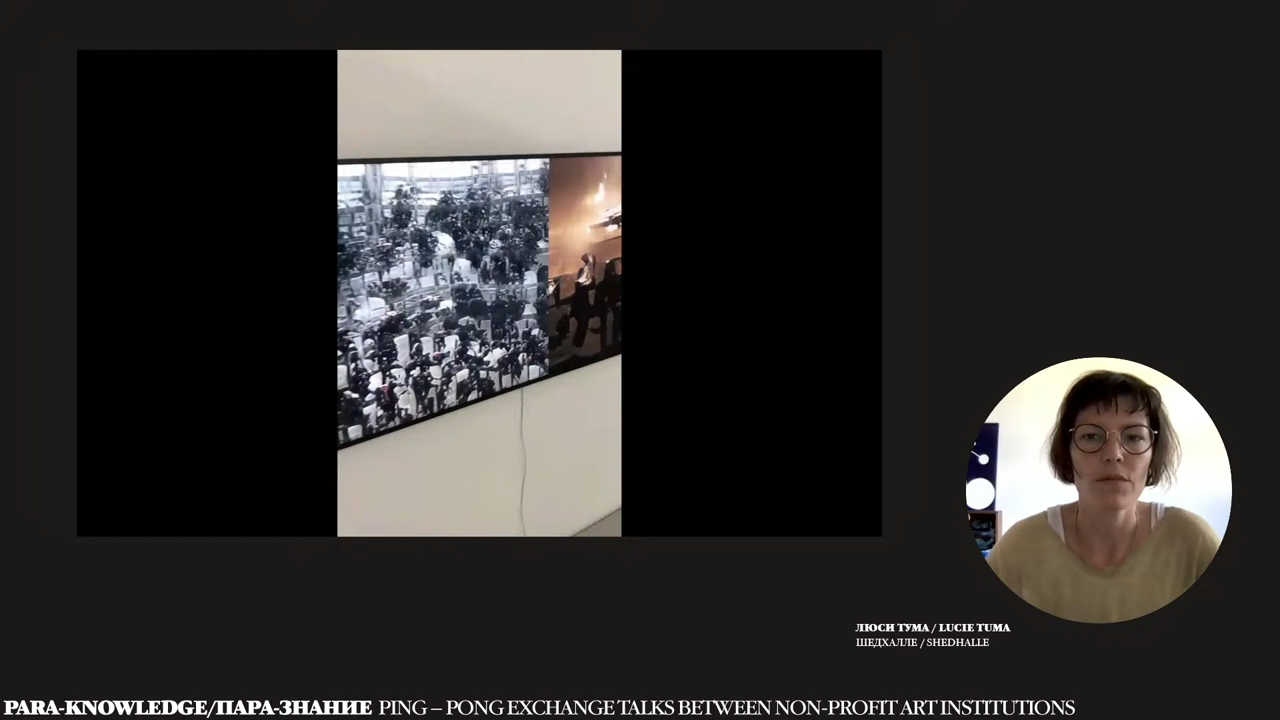 ЛЮСИ ТУМА / LUCIE TUMA
ШЕДХАЛЛЕ / SHEDHALLE
PARA-KNOWLEDGE/ПАРА-ЗНАНИЕ PING – PONG EXCHANGE TALKS BETWEEN NON-PROFIT ART INSTITUTIONS